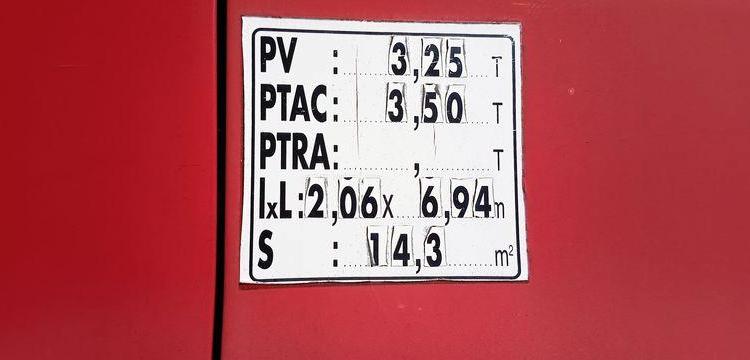 PV : 3,25 T
PTAC : 3,50 T
PTRA : , T
lxL : 2,06 x 6,94 m
S : 14,3 m²